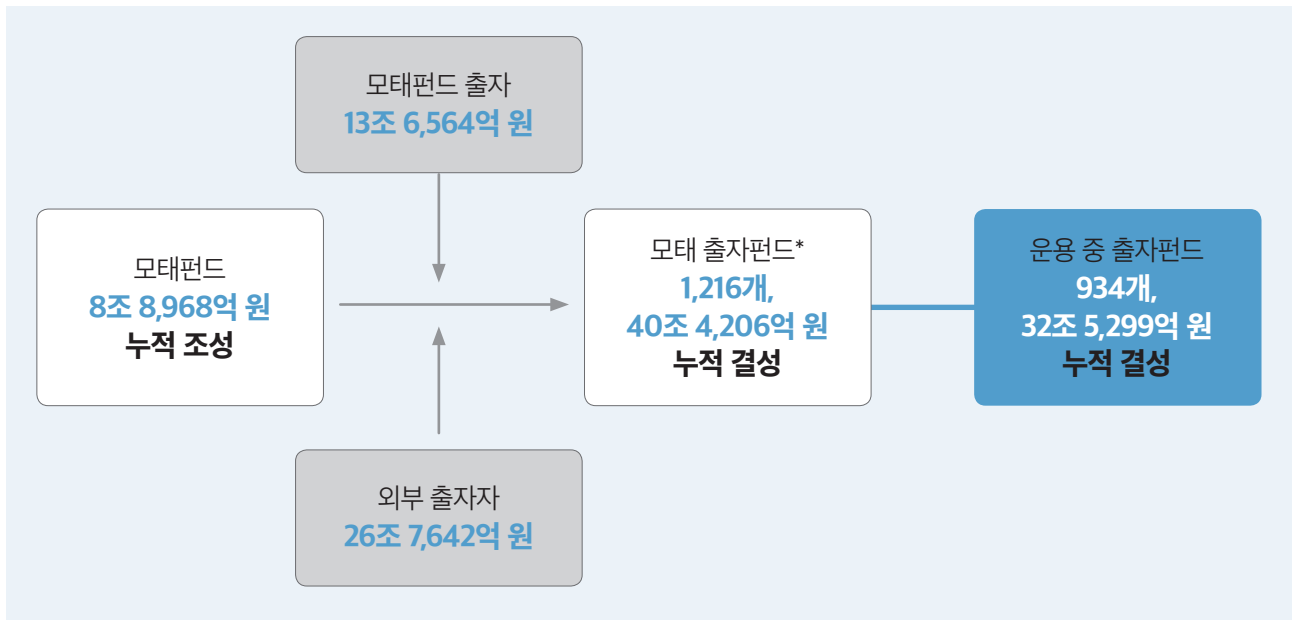 모태펀드 출자
13조 6,564억 원
모태펀드
8조 8,968억 원
누적 조성
모태 출자펀드*
1,216개,
40조 4,206억 원
누적 결성
운용 중 출자펀드
934개,
32조 5,299억 원
누적 결성
외부 출자자
26조 7,642억 원